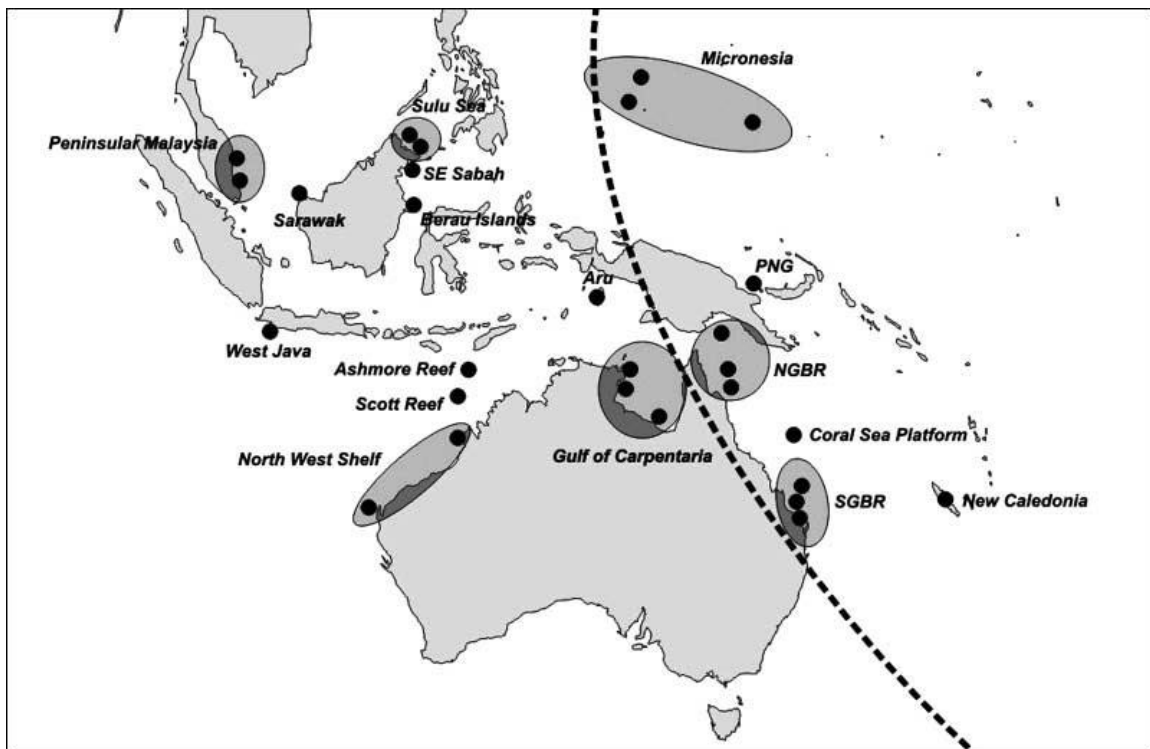 Micronesia
Sulu Sea
Peninsular Malaysia
SE Sabah
Sarawak
Berau Islands
PNG
Aru
West Java
Ashmore Reef
NGBR
Scott Reef
Coral Sea Platform
Gulf of Carpentaria
North West Shelf
SGBR
New Caledonia